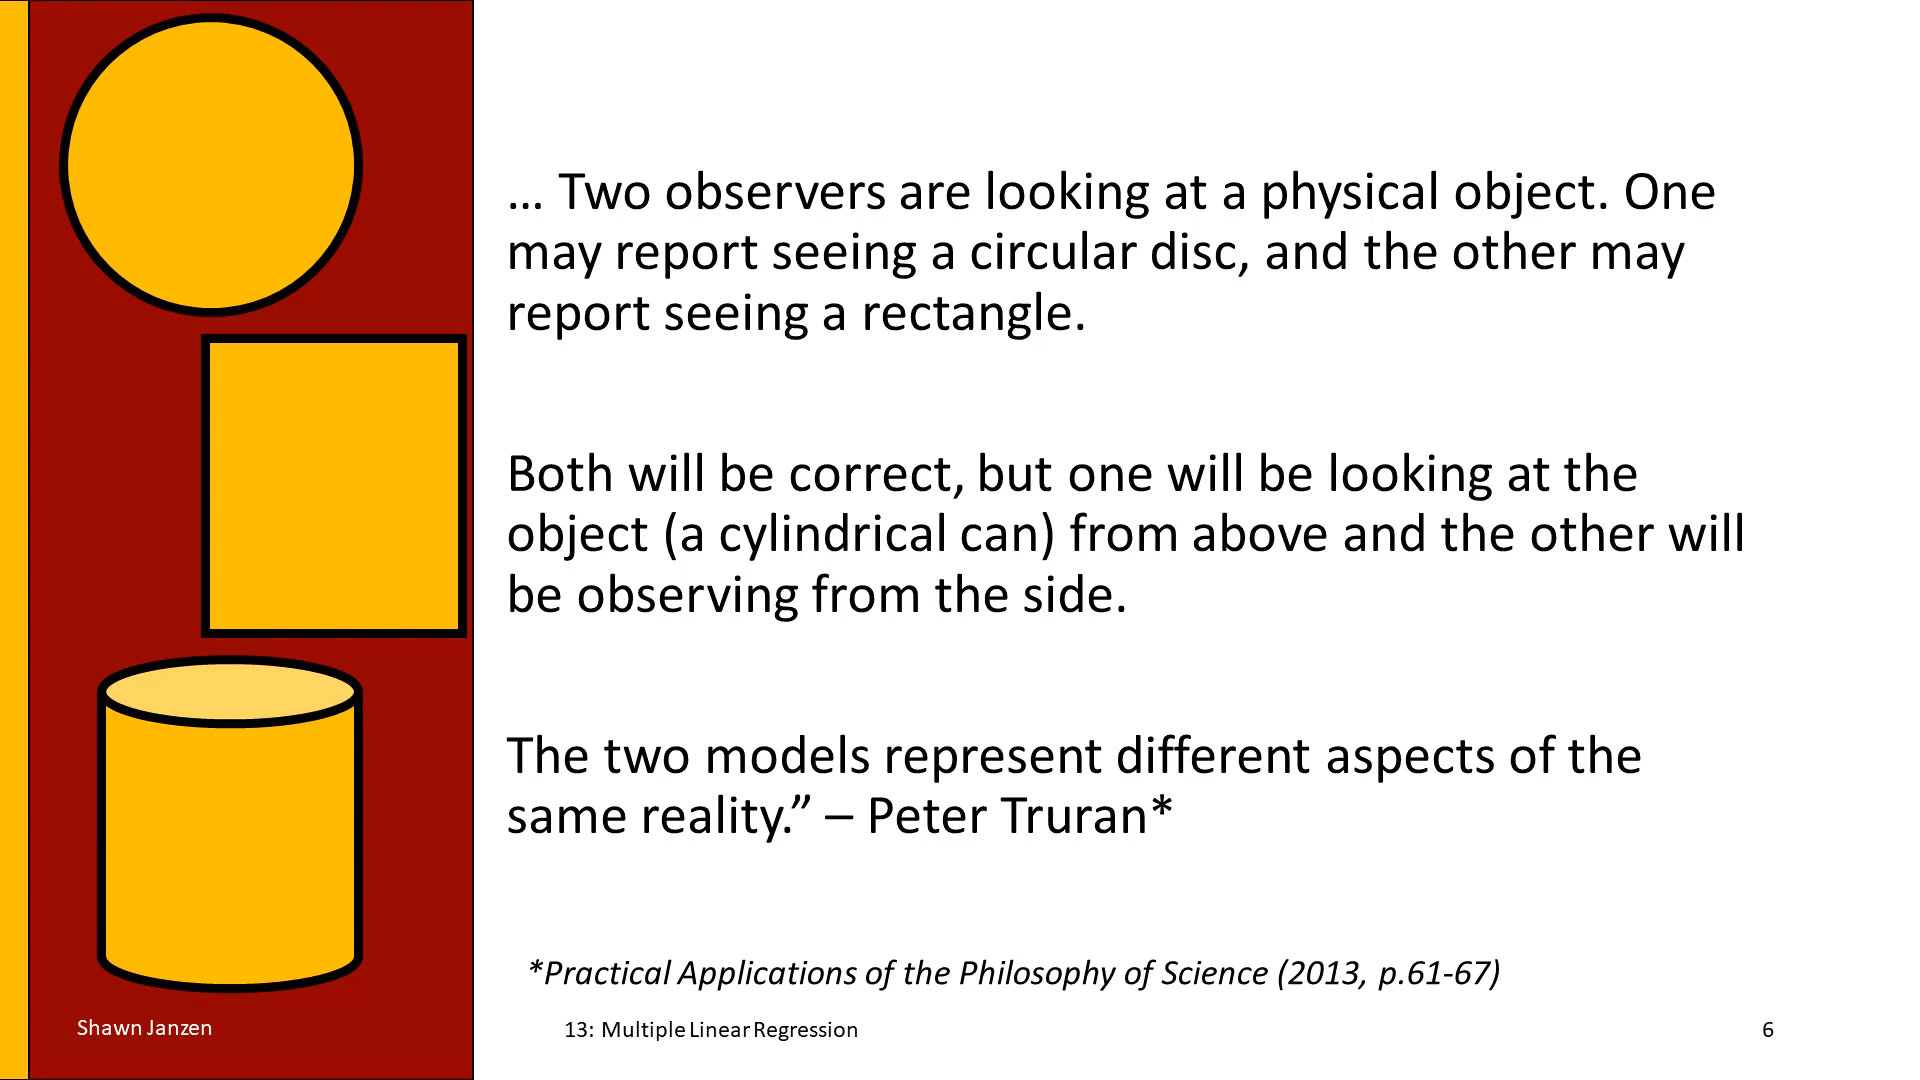 … Two observers are looking at a physical object. One
may report seeing a circular disc, and the other may
report seeing a rectangle.
Both will be correct, but one will be looking at the
object (a cylindrical can) from above and the other will
be observing from the side.
The two models represent different aspects of the
same reality.” – Peter Truran*
*Practical Applications of the Philosophy of Science (2013, p.61-67)
Shawn Janzen
13: Multiple Linear Regression
6